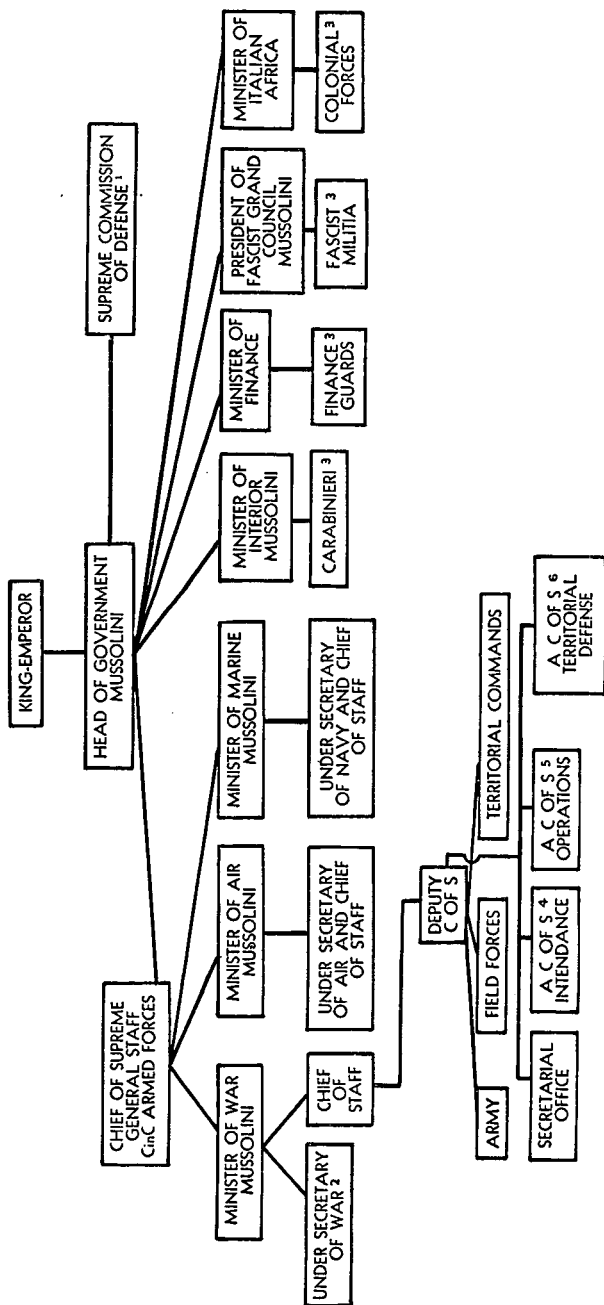 KING-EMPEROR
HEAD OF GOVERNMENT
MUSSOLINI
SUPREME COMMISSION
OF DEFENSE 1
CHIEF OF SUPREME
GENERAL STAFF
CinC ARMED FORCES
MINISTER OF WAR
MUSSOLINI
MINISTER OF AIR
MUSSOLINI
MINISTER OF MARINE
MUSSOLINI
MINISTER OF
INTERIOR
MUSSOLINI
MINISTER OF
FINANCE
PRESIDENT OF
FASCIST GRAND
COUNCIL
MUSSOLINI
MINISTER OF
ITALIAN
AFRICA
UNDER SECRETARY
OF WAR 2
CHIEF
OF
STAFF
UNDER SECRETARY
OF AIR AND CHIEF
OF STAFF
UNDER SECRETARY
OF NAVY AND CHIEF
OF STAFF
CARABINIERI 3
FINANCE 3
GUARDS
FASCIST 3
MILITIA
COLONIAL 3
FORCES
DEPUTY
C OF S
ARMY
FIELD FORCES
TERRITORIAL COMMANDS
SECRETARIAL
OFFICE
A C OF S 4
INTENDANCE
A C OF S 5
OPERATIONS
A C OF S 6
TERRITORIAL
DEFENSE